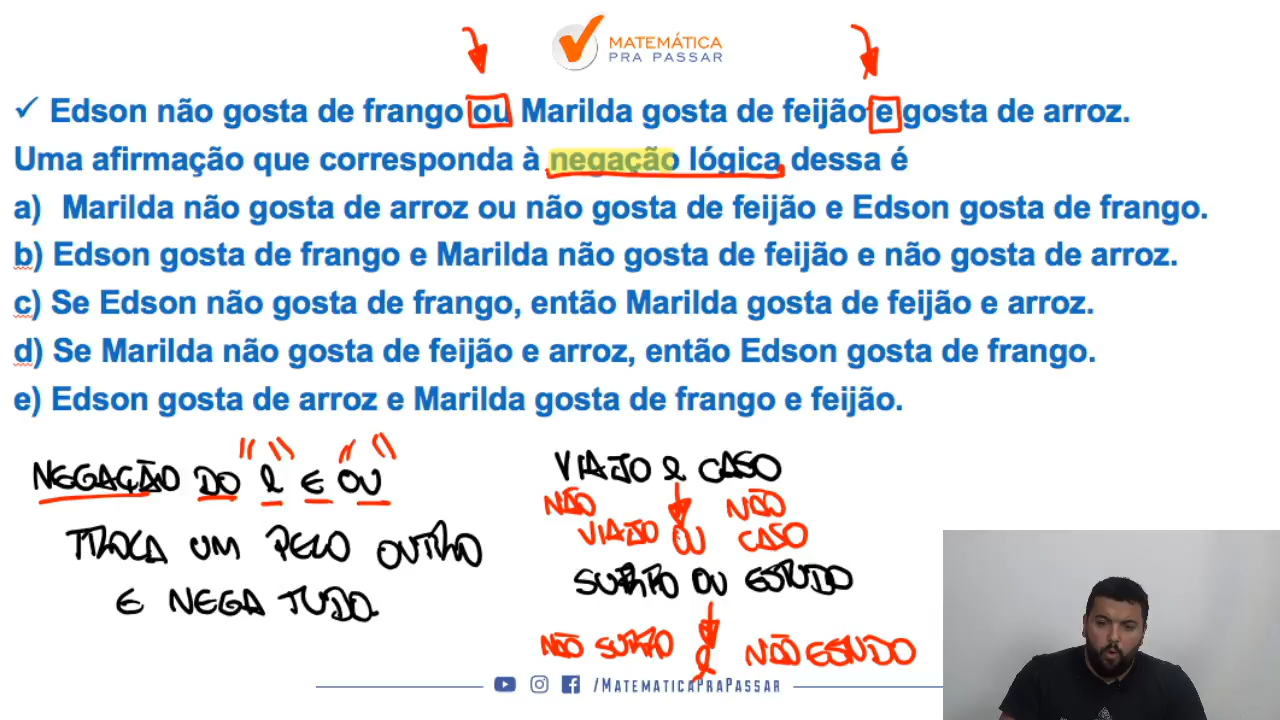 MATEMÁTICA
PRA PASSAR
✓ Edson não gosta de frango ou Marilda gosta de feijão e gosta de arroz.
Uma afirmação que corresponda à negação lógica dessa é
a) Marilda não gosta de arroz ou não gosta de feijão e Edson gosta de frango.
b) Edson gosta de frango e Marilda não gosta de feijão e não gosta de arroz.
c) Se Edson não gosta de frango, então Marilda gosta de feijão e arroz.
d) Se Marilda não gosta de feijão e arroz, então Edson gosta de frango.
e) Edson gosta de arroz e Marilda gosta de frango e feijão.
NEGAÇÃO DO "E" E "OU"
TROCA UM PELO OUTRO
E NEGA TUDO
VIAJO E CASO
NÃO NÃO
VIAJO OU CASO
SURTO OU ESTUDO
NÃO SURTO E NÃO ESTUDO
/MATEMATICAPRAPASSAR